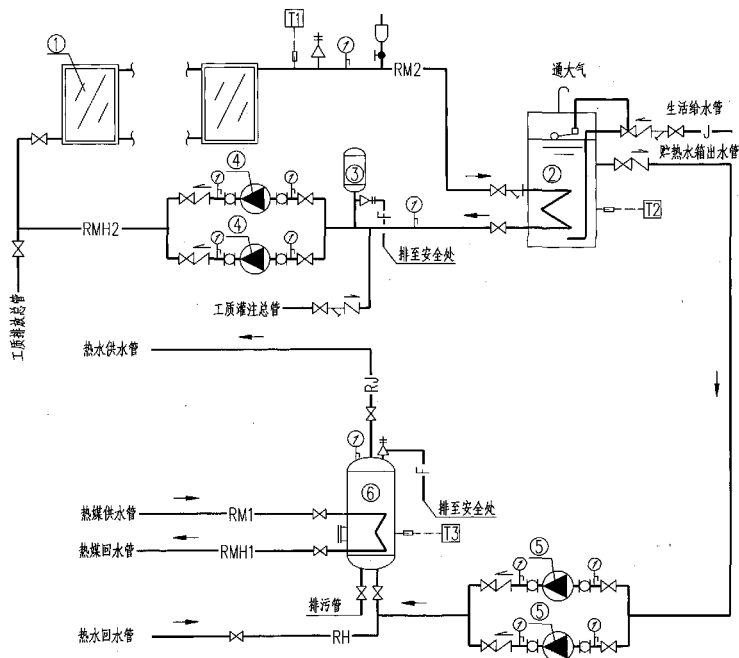 T1
①
RM2
通大气
生活给水管
J
贮热水箱出水管
④
③
②
T2
RMH2
④
排至安全处
工质灌注总管
工质排放总管
热水供水管
RJ
⑥
排至安全处
热媒供水管
RM1
T3
热媒回水管
RMH1
⑤
排污管
⑤
热水回水管
RH